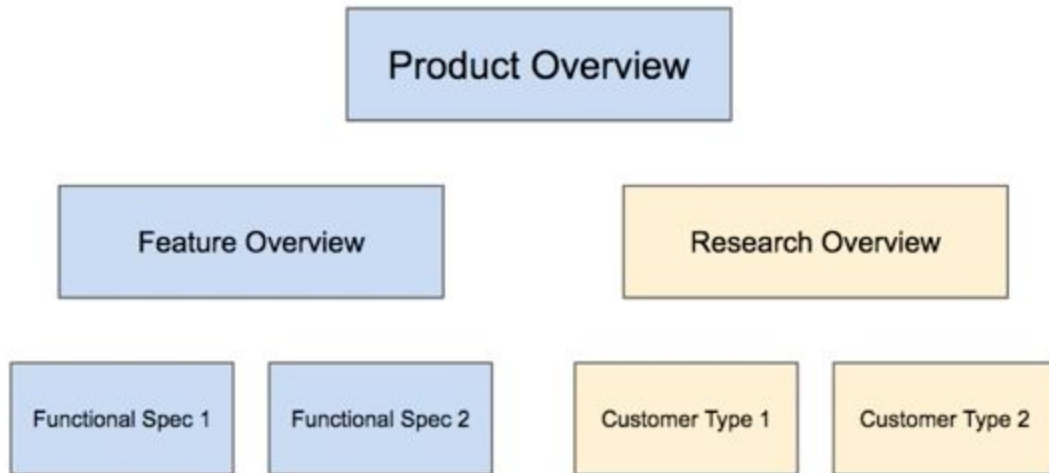 Product Overview
Feature Overview
Research Overview
Functional Spec 1
Functional Spec 2
Customer Type 1
Customer Type 2